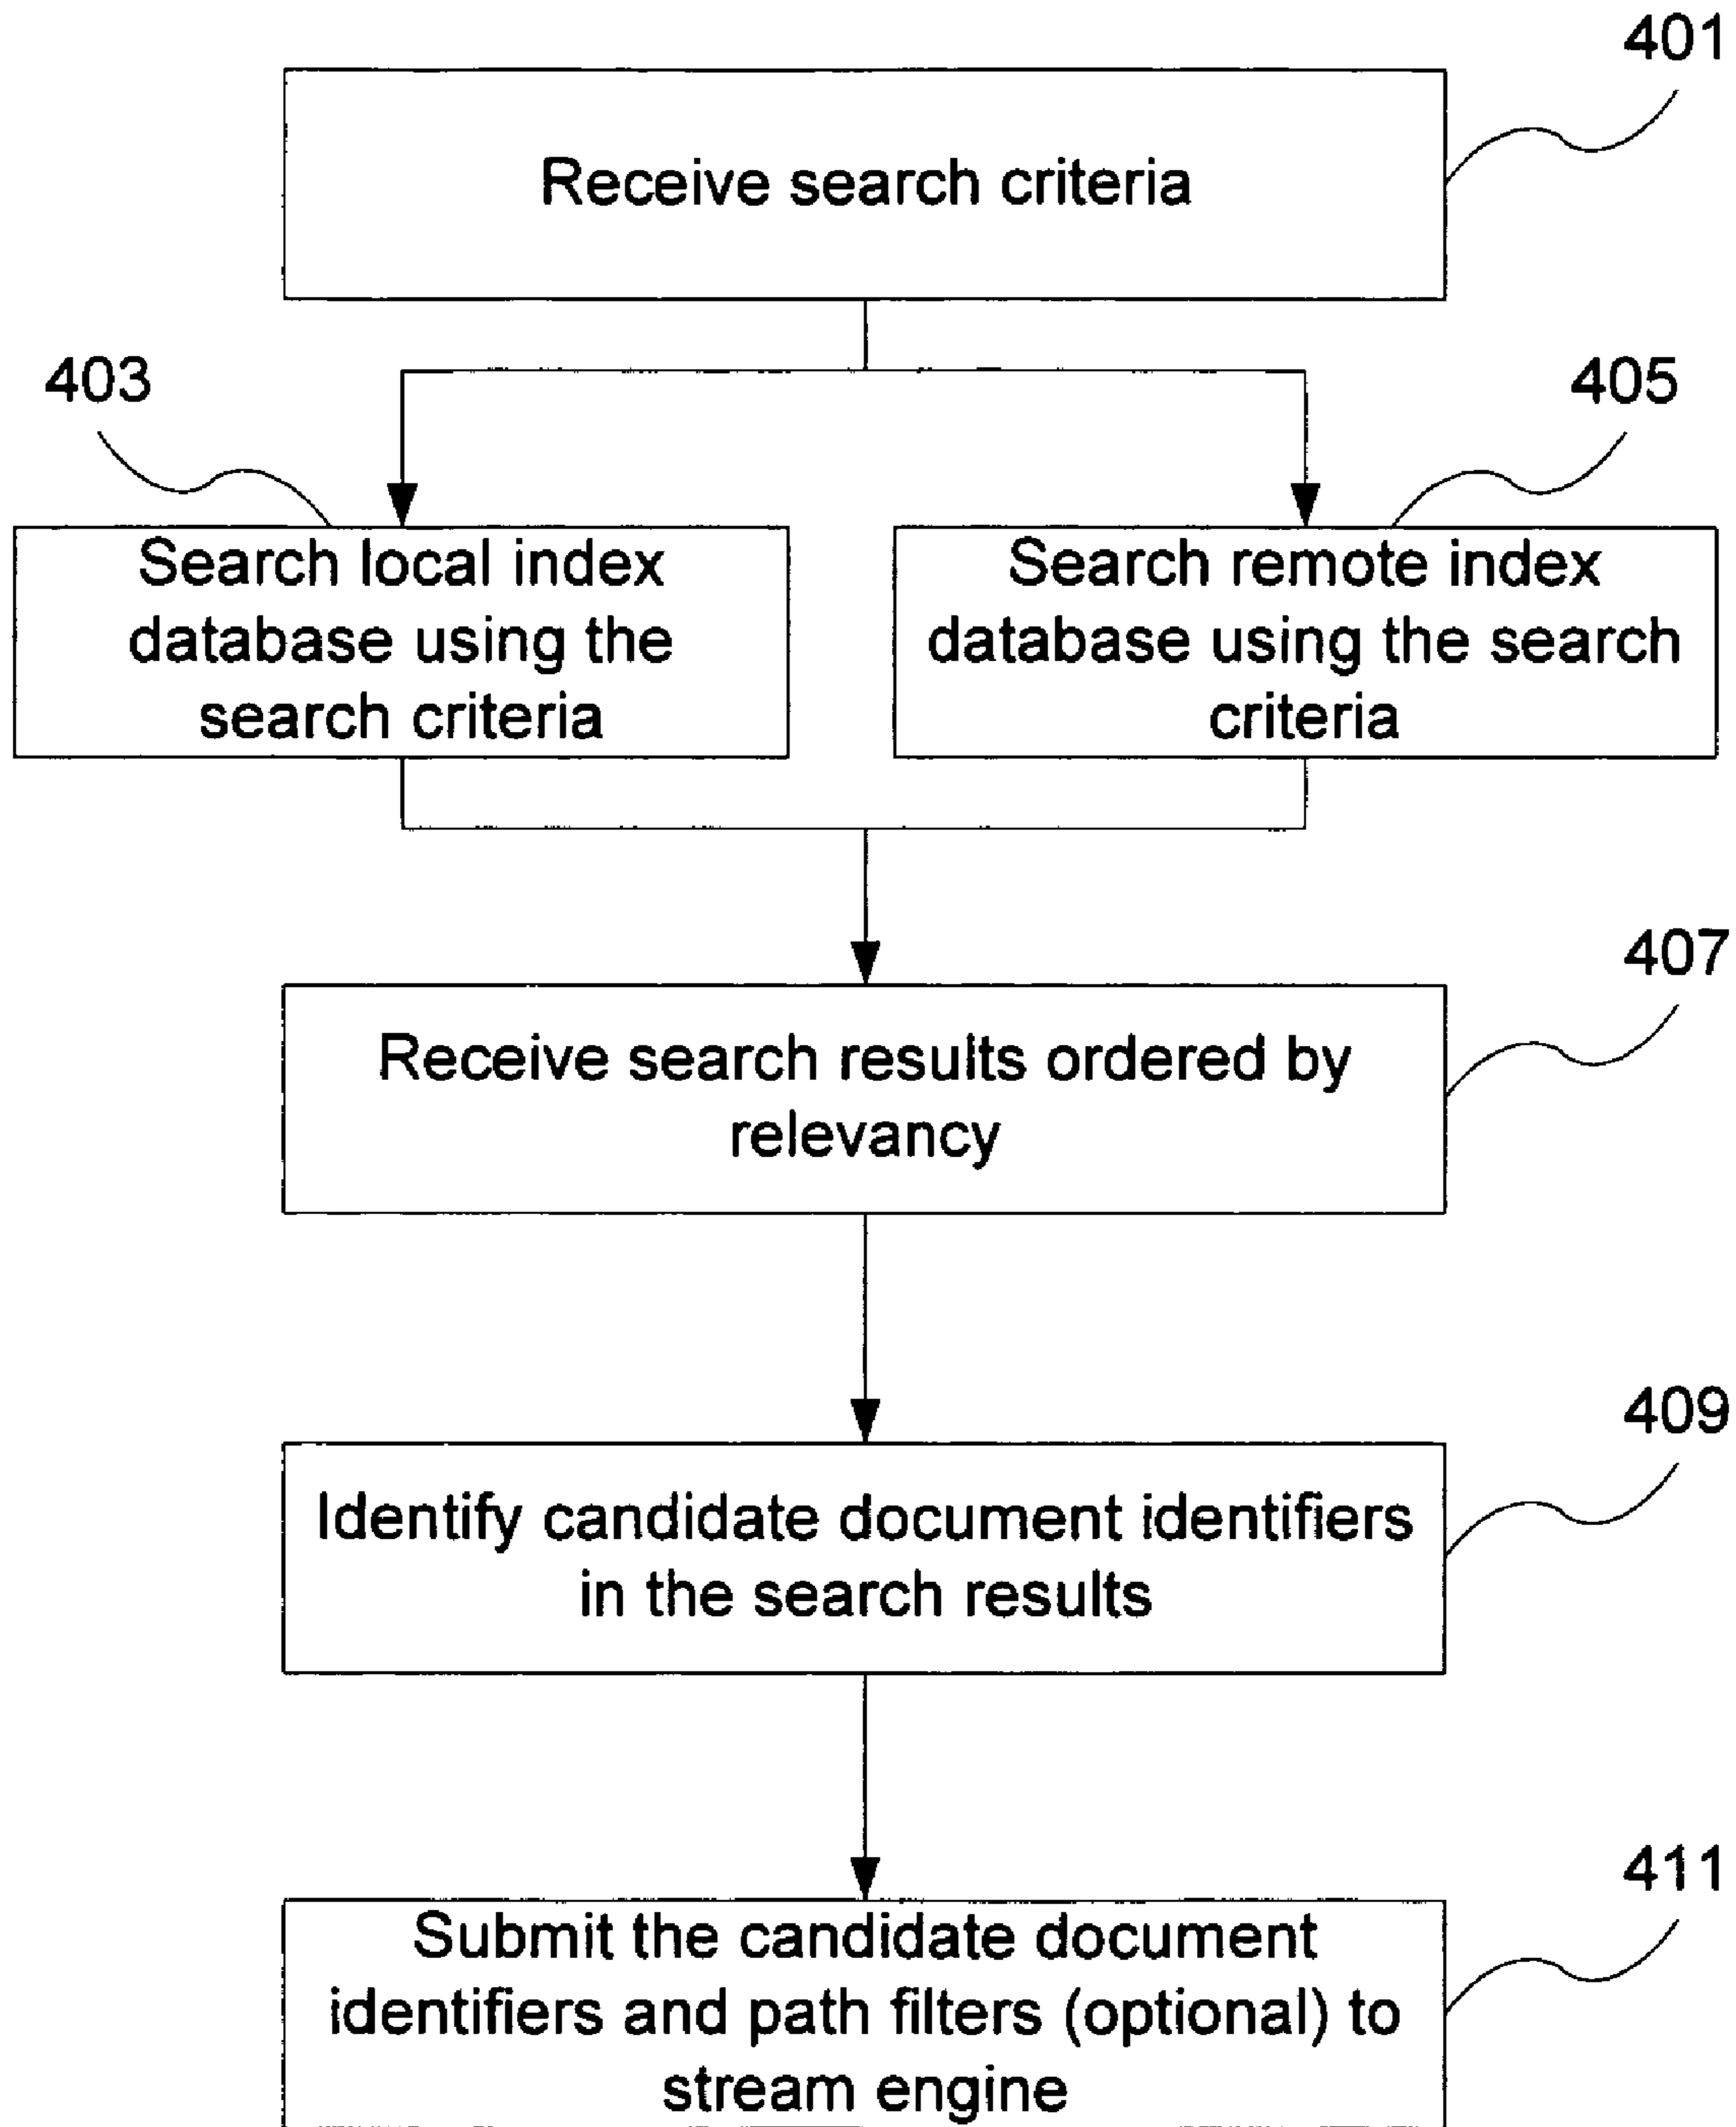 401
Receive search criteria
403
405
Search local index
database using the
search criteria
Search remote index
database using the search
criteria
407
Receive search results ordered by
relevancy
409
Identify candidate document identifiers
in the search results
411
Submit the candidate document
identifiers and path filters (optional) to
stream engine